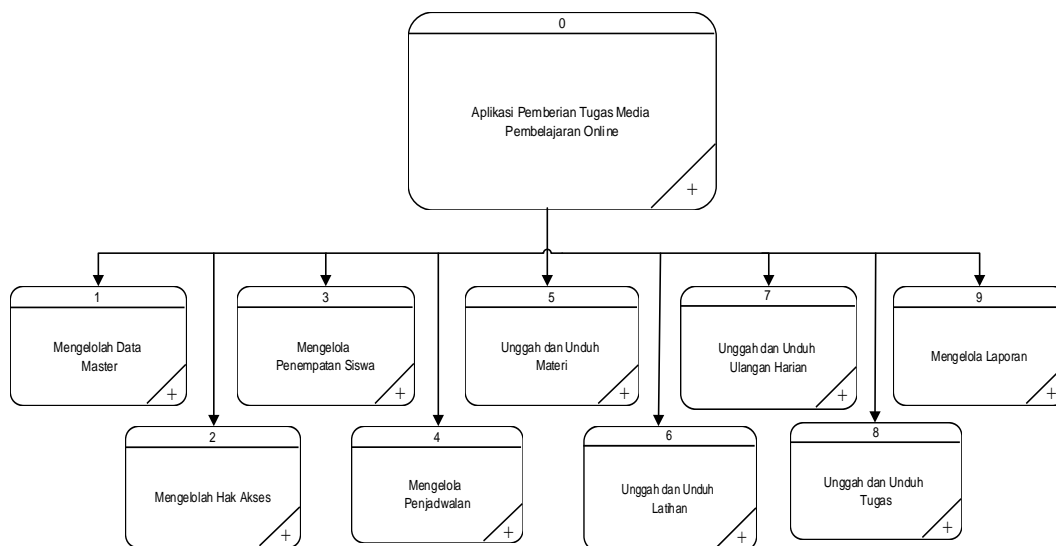 0
Aplikasi Pemberian Tugas Media
Pembelajaran Online
+
1
Mengelolah Data
Master
+
3
Mengelola
Penempatan Siswa
+
5
Unggah dan Unduh
Materi
+
7
Unggah dan Unduh
Ulangan Harian
+
9
Mengelola Laporan
+
2
Mengelolah Hak Akses
+
4
Mengelola
Penjadwalan
+
6
Unggah dan Unduh
Latihan
+
8
Unggah dan Unduh
Tugas
+